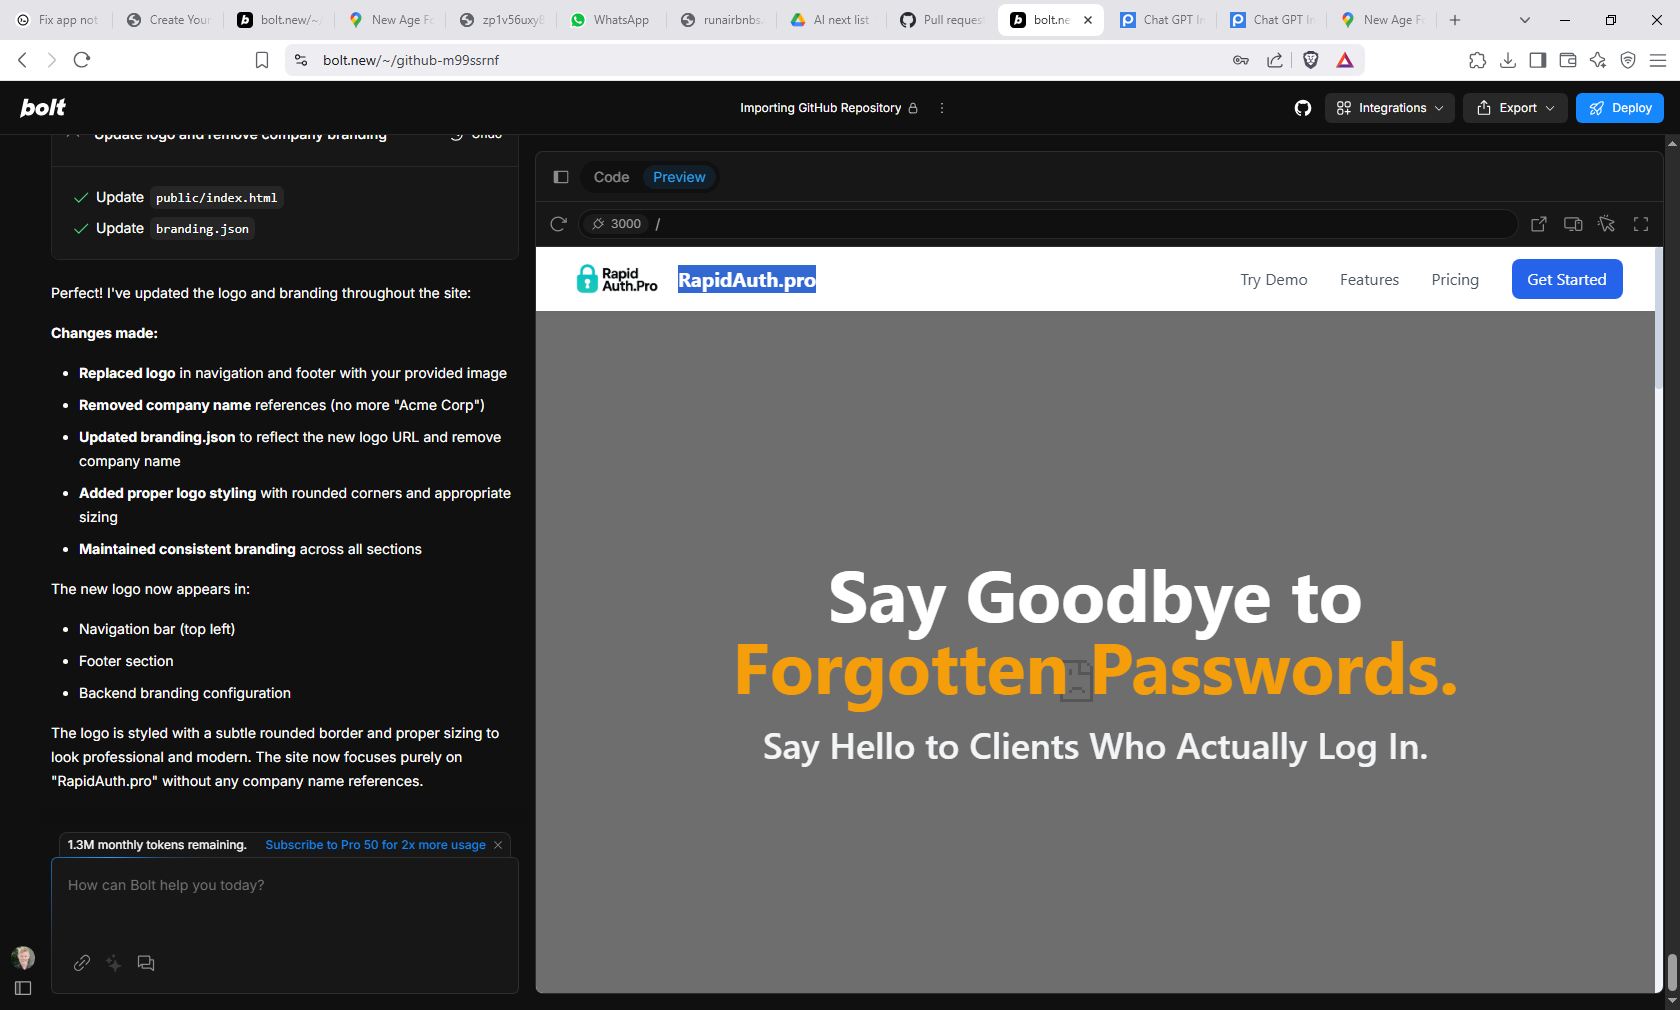 Fix app not
Create Your
bolt.new/~/
New Age Fo
zp1v56uxy8
WhatsApp
runairbnbs.
AI next list
Pull reques
bolt.ne
Chat GPT In
Chat GPT In
New Age Fo
bolt.new/~/github-m99ssrnf
bolt
Importing GitHub Repository
Integrations
Export
Deploy
Update logo and remove company branding
Undo
Update public/index.html
Update branding.json
Perfect! I've updated the logo and branding throughout the site:
Changes made:
• Replaced logo in navigation and footer with your provided image
• Removed company name references (no more "Acme Corp")
• Updated branding.json to reflect the new logo URL and remove
company name
• Added proper logo styling with rounded corners and appropriate
sizing
• Maintained consistent branding across all sections
The new logo now appears in:
• Navigation bar (top left)
• Footer section
• Backend branding configuration
The logo is styled with a subtle rounded border and proper sizing to
look professional and modern. The site now focuses purely on
"RapidAuth.pro" without any company name references.
1.3M monthly tokens remaining. Subscribe to Pro 50 for 2x more usage
How can Bolt help you today?
Code
Preview
3000 /
Rapid
Auth.Pro
RapidAuth.pro
Try Demo
Features
Pricing
Get Started
Say Goodbye to
Forgotten Passwords.
Say Hello to Clients Who Actually Log In.